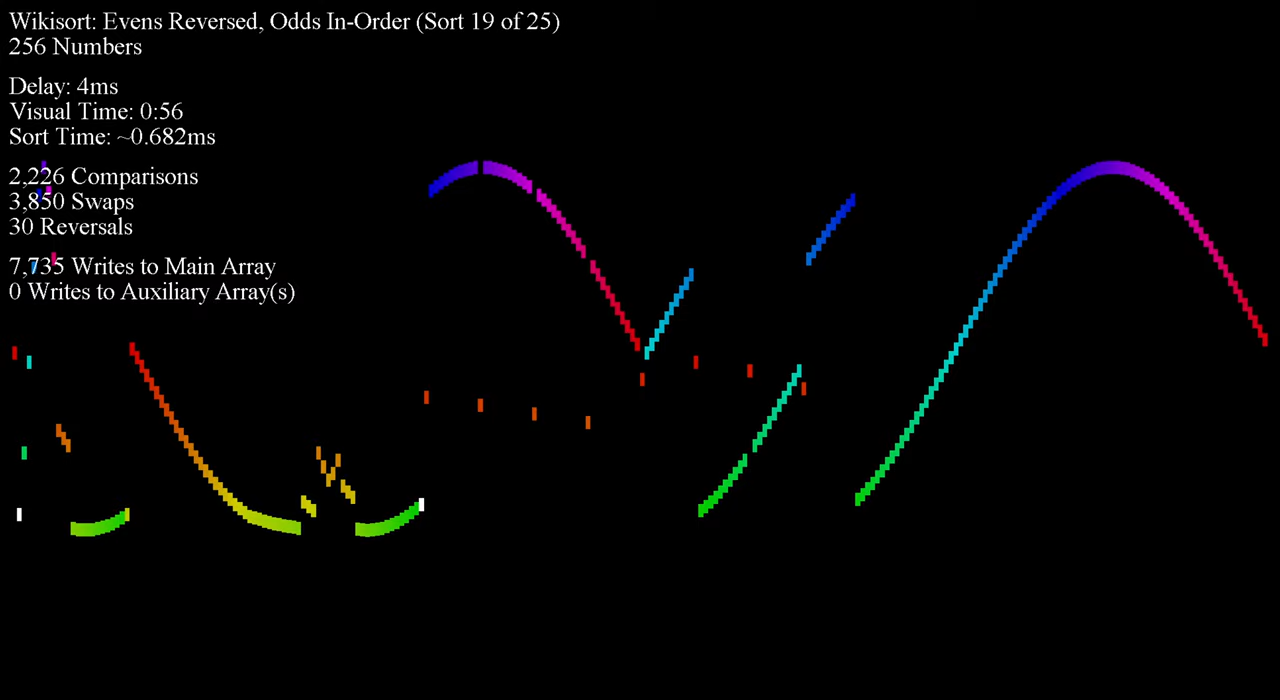 Wikisort: Evens Reversed, Odds In-Order (Sort 19 of 25)
256 Numbers
Delay: 4ms
Visual Time: 0:56
Sort Time: ~0.682ms
2,226 Comparisons
3,850 Swaps
30 Reversals
7,735 Writes to Main Array
0 Writes to Auxiliary Array(s)